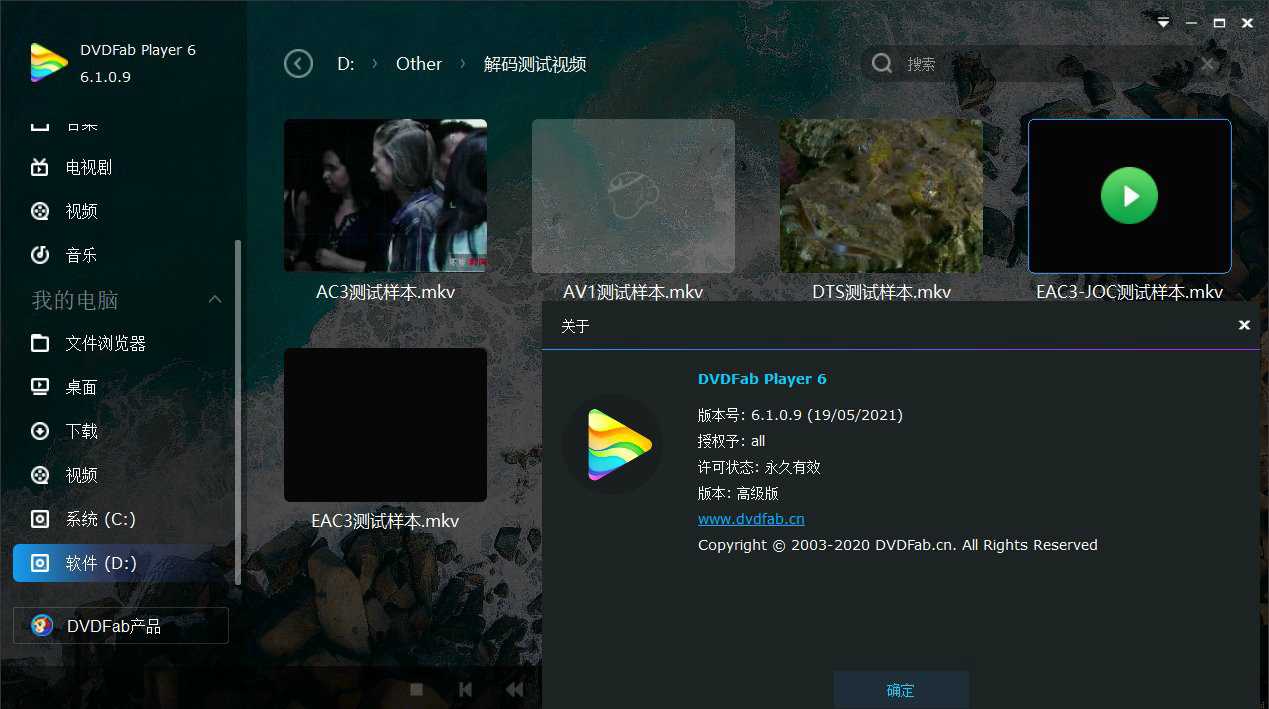 DVDFab Player 6
6.1.0.9
D: › Other › 解码测试视频
搜索
电视剧
视频
音乐
我的电脑
文件浏览器
桌面
下载
视频
系统 (C:)
软件 (D:)
DVDFab产品
AC3测试样本.mkv
AV1测试样本.mkv
DTS测试样本.mkv
EAC3-JOC测试样本.mkv
EAC3测试样本.mkv
关于
DVDFab Player 6
版本号: 6.1.0.9 (19/05/2021)
授权予: all
许可状态: 永久有效
版本: 高级版
www.dvdfab.cn
Copyright © 2003-2020 DVDFab.cn. All Rights Reserved
确定